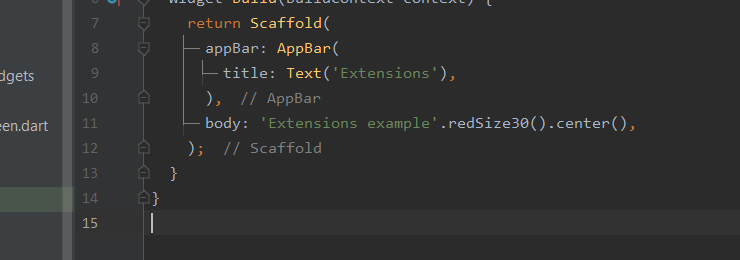 6 Widget build(BuildContext context) {
7 return Scaffold(
8 appBar: AppBar(
dgets
9 title: Text('Extensions'),
10 ), // AppBar
een.dart
11 body: 'Extensions example'.redSize30().center(),
12 ); // Scaffold
13 }
14 }
15